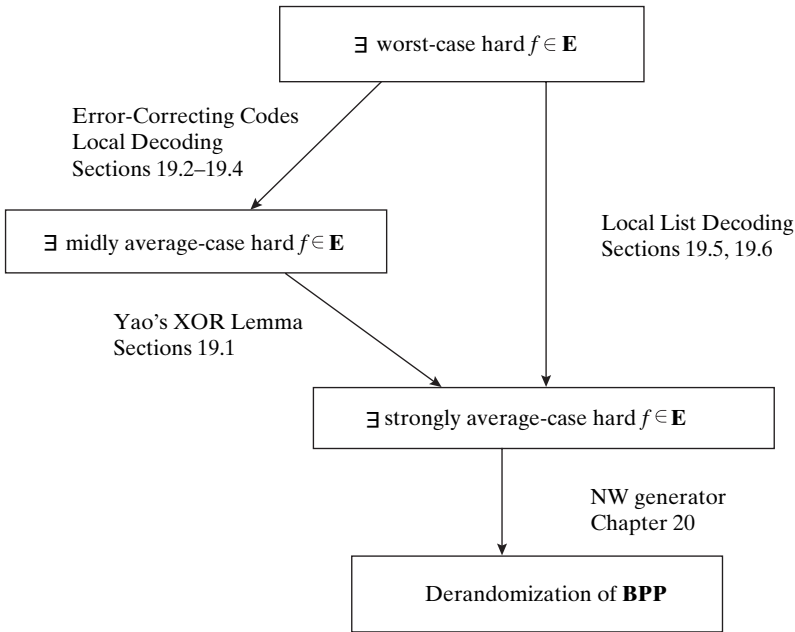 ∃ worst-case hard f ∈ E
Error-Correcting Codes
Local Decoding
Sections 19.2–19.4
∃ midly average-case hard f ∈ E
Local List Decoding
Sections 19.5, 19.6
Yao's XOR Lemma
Sections 19.1
∃ strongly average-case hard f ∈ E
NW generator
Chapter 20
Derandomization of BPP